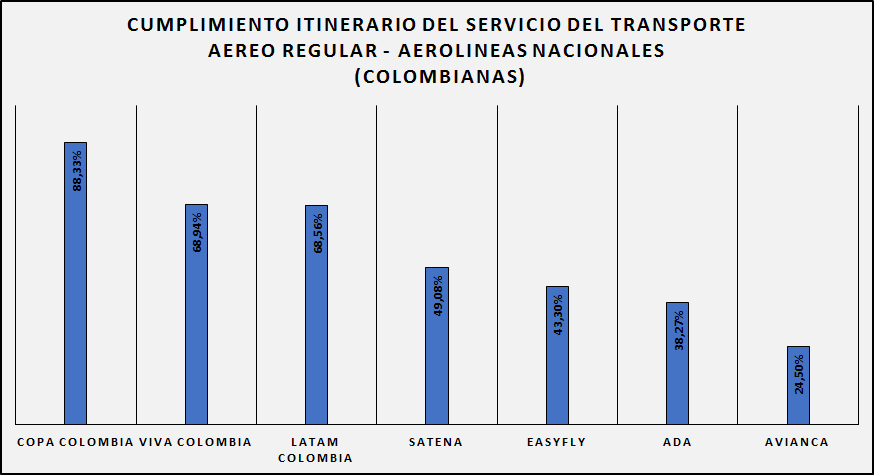 CUMPLIMIENTO ITINERARIO DEL SERVICIO DEL TRANSPORTE
AEREO REGULAR - AEROLINEAS NACIONALES
(COLOMBIANAS)
88,33%
68,94%
68,56%
49,08%
43,30%
38,27%
24,50%
COPA COLOMBIA
VIVA COLOMBIA
LATAM
COLOMBIA
SATENA
EASYFLY
ADA
AVIANCA